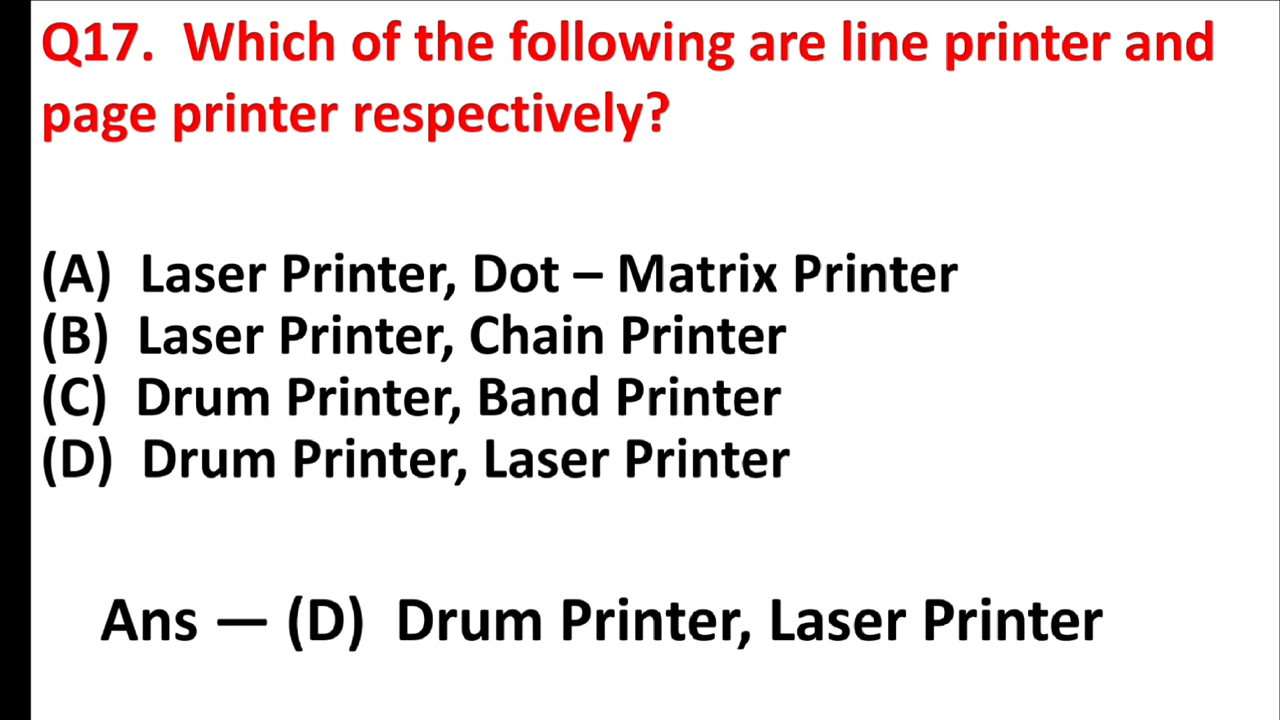 Q17. Which of the following are line printer and
page printer respectively?
(A) Laser Printer, Dot – Matrix Printer
(B) Laser Printer, Chain Printer
(C) Drum Printer, Band Printer
(D) Drum Printer, Laser Printer
Ans — (D) Drum Printer, Laser Printer